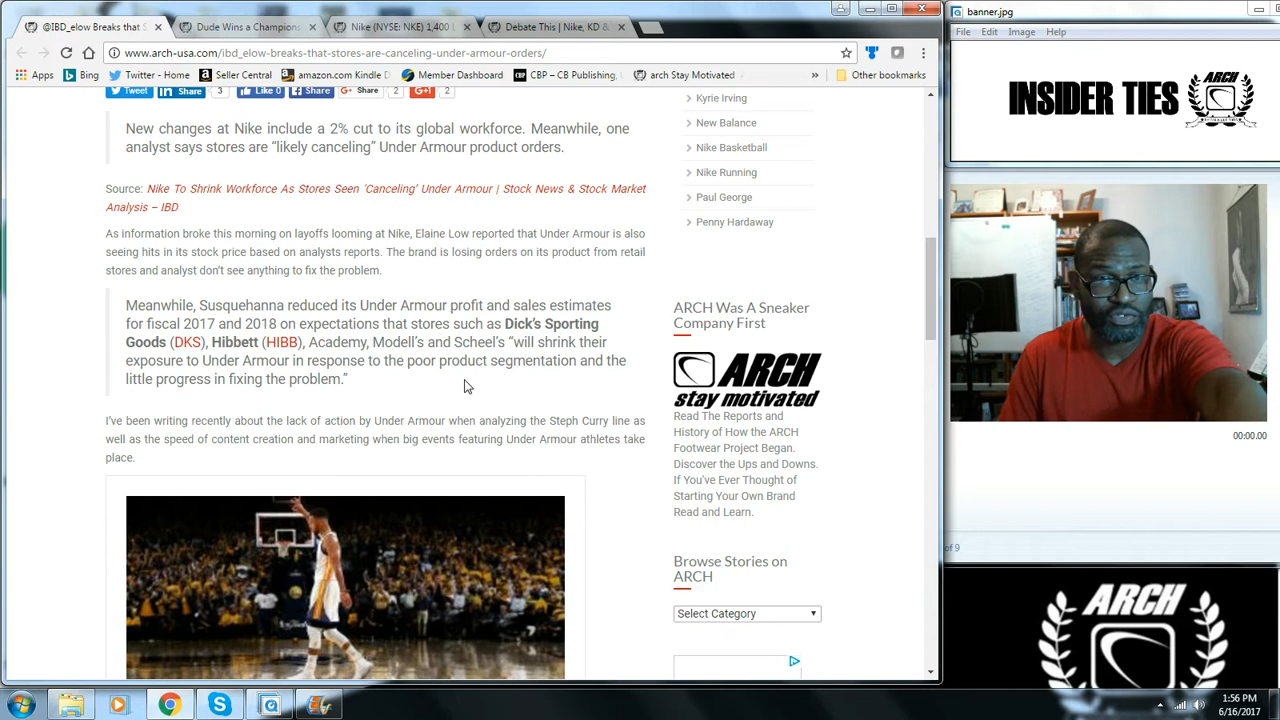 @IBD_elow Breaks that S
Dude Wins a Champions
Nike (NYSE: NKE) 1,400 L
Debate This | Nike, KD &
banner.jpg
www.arch-usa.com/ibd_elow-breaks-that-stores-are-canceling-under-armour-orders/
File Edit Image Help
Apps Bing Twitter - Home Seller Central amazon.com Kindle D Member Dashboard CBP – CB Publishing, arch Stay Motivated » Other bookmarks
Tweet Share 3 Like 0 Share Share 2 G+1 2
New changes at Nike include a 2% cut to its global workforce. Meanwhile, one
analyst says stores are “likely canceling” Under Armour product orders.
Source: Nike To Shrink Workforce As Stores Seen ‘Canceling’ Under Armour | Stock News & Stock Market
Analysis – IBD
As information broke this morning on layoffs looming at Nike, Elaine Low reported that Under Armour is also
seeing hits in its stock price based on analysts reports. The brand is losing orders on its product from retail
stores and analyst don’t see anything to fix the problem.
Meanwhile, Susquehanna reduced its Under Armour profit and sales estimates
for fiscal 2017 and 2018 on expectations that stores such as Dick’s Sporting
Goods (DKS), Hibbett (HIBB), Academy, Modell’s and Scheel’s “will shrink their
exposure to Under Armour in response to the poor product segmentation and the
little progress in fixing the problem.”
I’ve been writing recently about the lack of action by Under Armour when analyzing the Steph Curry line as
well as the speed of content creation and marketing when big events featuring Under Armour athletes take
place.
Kyrie Irving
New Balance
Nike Basketball
Nike Running
Paul George
Penny Hardaway
ARCH Was A Sneaker
Company First
ARCH
stay motivated
Read The Reports and
History of How the ARCH
Footwear Project Began.
Discover the Ups and Downs.
If You've Ever Thought of
Starting Your Own Brand
Read and Learn.
Browse Stories on
ARCH
Select Category
INSIDER TIES
ARCH
00:00.00
of 9
ARCH
1:56 PM
6/16/2017